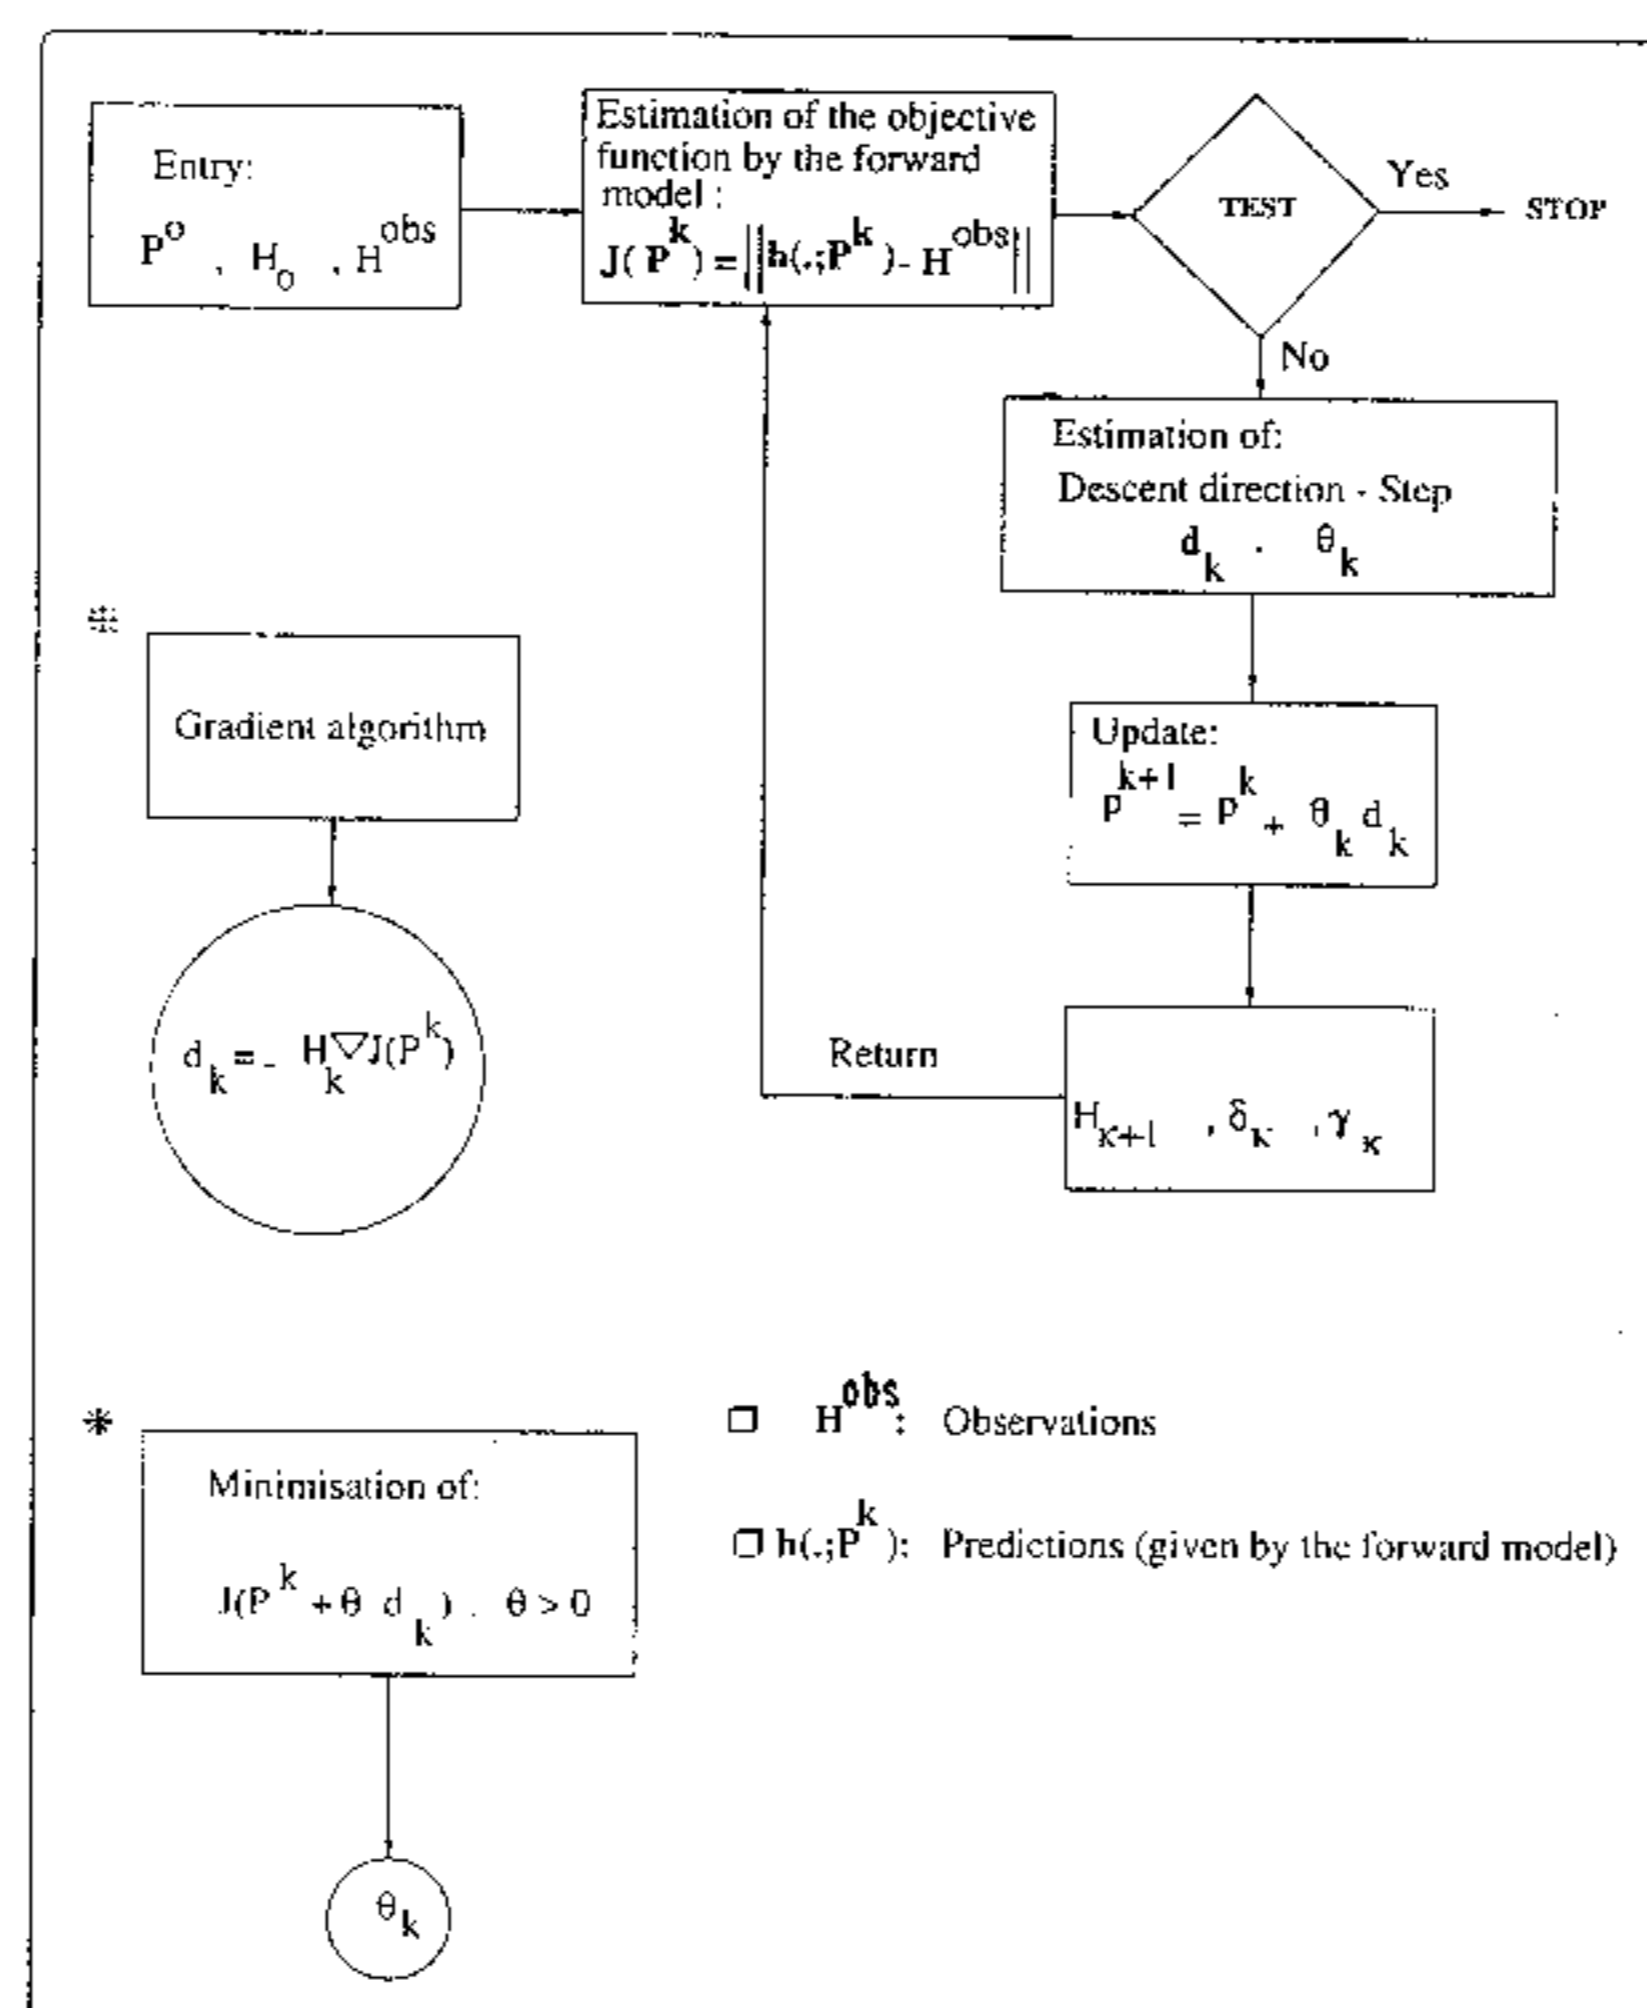 Entry:
P^o , H_o , H^obs
Estimation of the objective
function by the forward
model :
J( P^k ) = ||h(.;P^k ) - H^obs||
TEST
Yes
STOP
No
Estimation of:
Descent direction - Step
d_k . θ_k
Update:
P^k+1 = P^k + θ_k d_k
H_K+1 , δ_K , γ_K
Return
Gradient algorithm
d_k = - H_k ∇J(P^k)
* Minimisation of:
J(P^k + θ d_k ) . θ > 0
θ_k
H^obs : Observations
h(.;P^k ): Predictions (given by the forward model)